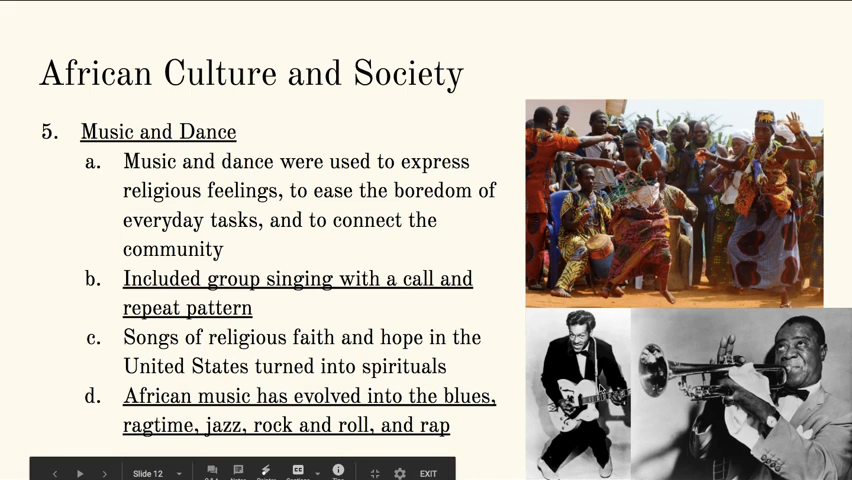 African Culture and Society
5. Music and Dance
a. Music and dance were used to express
religious feelings, to ease the boredom of
everyday tasks, and to connect the
community
b. Included group singing with a call and
repeat pattern
c. Songs of religious faith and hope in the
United States turned into spirituals
d. African music has evolved into the blues,
ragtime, jazz, rock and roll, and rap
Slide 12
EXIT